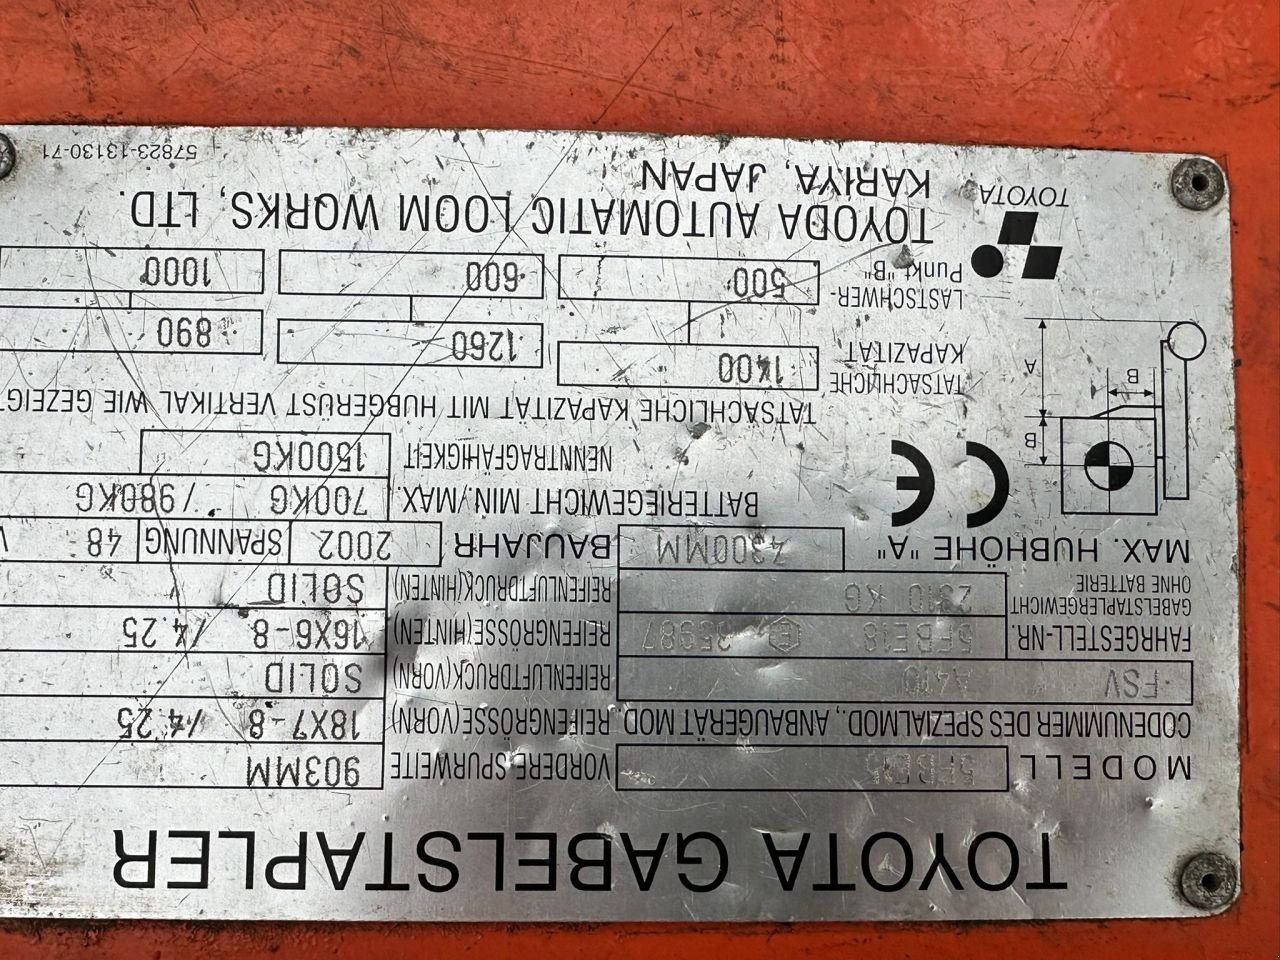 TOYOTA GABELSTAPLER
MODELL 5FBE15
VORDERE SPURWEITE 903MM
CODENUMMER DES SPEZIALMOD., ANBAUGERÄT MOD
REIFENGRÖSSE(VORN) 18X7-8 /4.25
FSV A410
REIFENLUFTDRUCK(VORN) SOLID
FAHRGESTELL-NR. 5FBE18 E 35987
REIFENGRÖSSE(HINTEN) 16X6-8 /4.25
GABELSTAPLERGEWICHT
OHNE BATTERIE 2310 KG
REIFENLUFTDRUCK(HINTEN) SOLID
MAX. HUBHÖHE "A" 4300MM
BAUJAHR 2002 SPANNUNG 48 V
BATTERIEGEWICHT MIN./MAX. 700KG /980KG
CE
NENNTRAGFÄHIGKEIT 1500KG
B
B
A
TATSÄCHLICHE KAPAZITÄT MIT HUBGERÜST VERTIKAL WIE GEZEIGT
TATSÄCHLICHE
KAPAZITÄT 1400 1260 890
LASTSCHWER-
Punkt "B" 500 600 1000
TOYOTA
TOYODA AUTOMATIC LOOM WORKS, LTD.
KARIYA, JAPAN
57823-13130-71